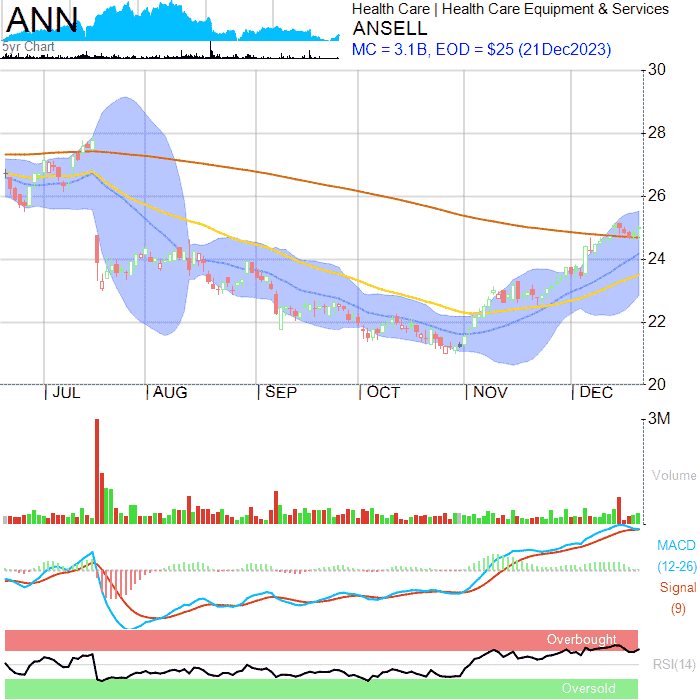 ANN
5yr Chart
Health Care | Health Care Equipment & Services
ANSELL
MC = 3.1B, EOD = $25 (21Dec2023)
30
28
26
24
22
20
JUL AUG SEP OCT NOV DEC
3M
Volume
MACD
(12-26)
Signal
(9)
Overbought
RSI(14)
Oversold